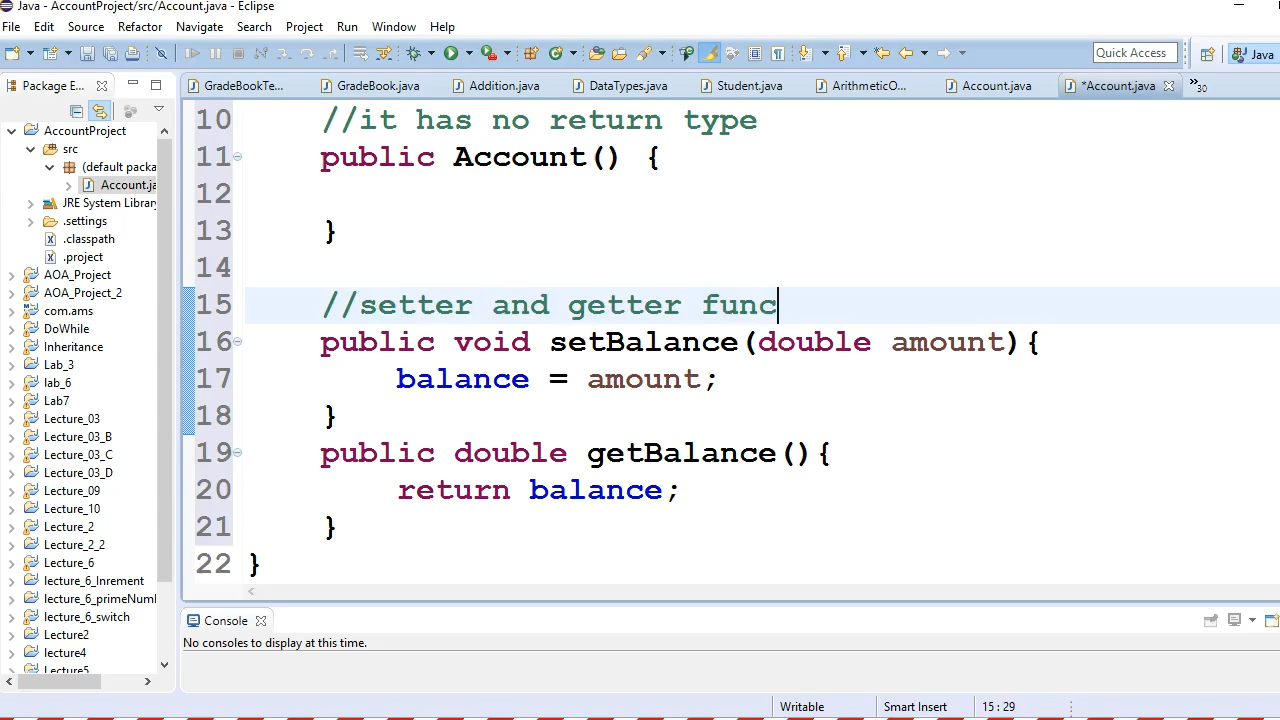 Java - AccountProject/src/Account.java - Eclipse
File Edit Source Refactor Navigate Search Project Run Window Help
Quick Access
Java
Package E...
GradeBookTe...
GradeBook.java
Addition.java
DataTypes.java
Student.java
ArithmeticO...
Account.java
*Account.java
30
AccountProject
src
(default packa
Account.ja
JRE System Library
.settings
.classpath
.project
AOA_Project
AOA_Project_2
com.ams
DoWhile
Inheritance
Lab_3
lab_6
Lab7
Lecture_03
Lecture_03_B
Lecture_03_C
Lecture_03_D
Lecture_09
Lecture_10
Lecture_2
Lecture_2_2
Lecture_6
lecture_6_Inrement
lecture_6_primeNuml
lecture_6_switch
Lecture2
lecture4
Lecture5
10 //it has no return type
11 public Account() {
12
13 }
14
15 //setter and getter func
16 public void setBalance(double amount){
17 balance = amount;
18 }
19 public double getBalance(){
20 return balance;
21 }
22 }
Console
No consoles to display at this time.
Writable Smart Insert 15 : 29